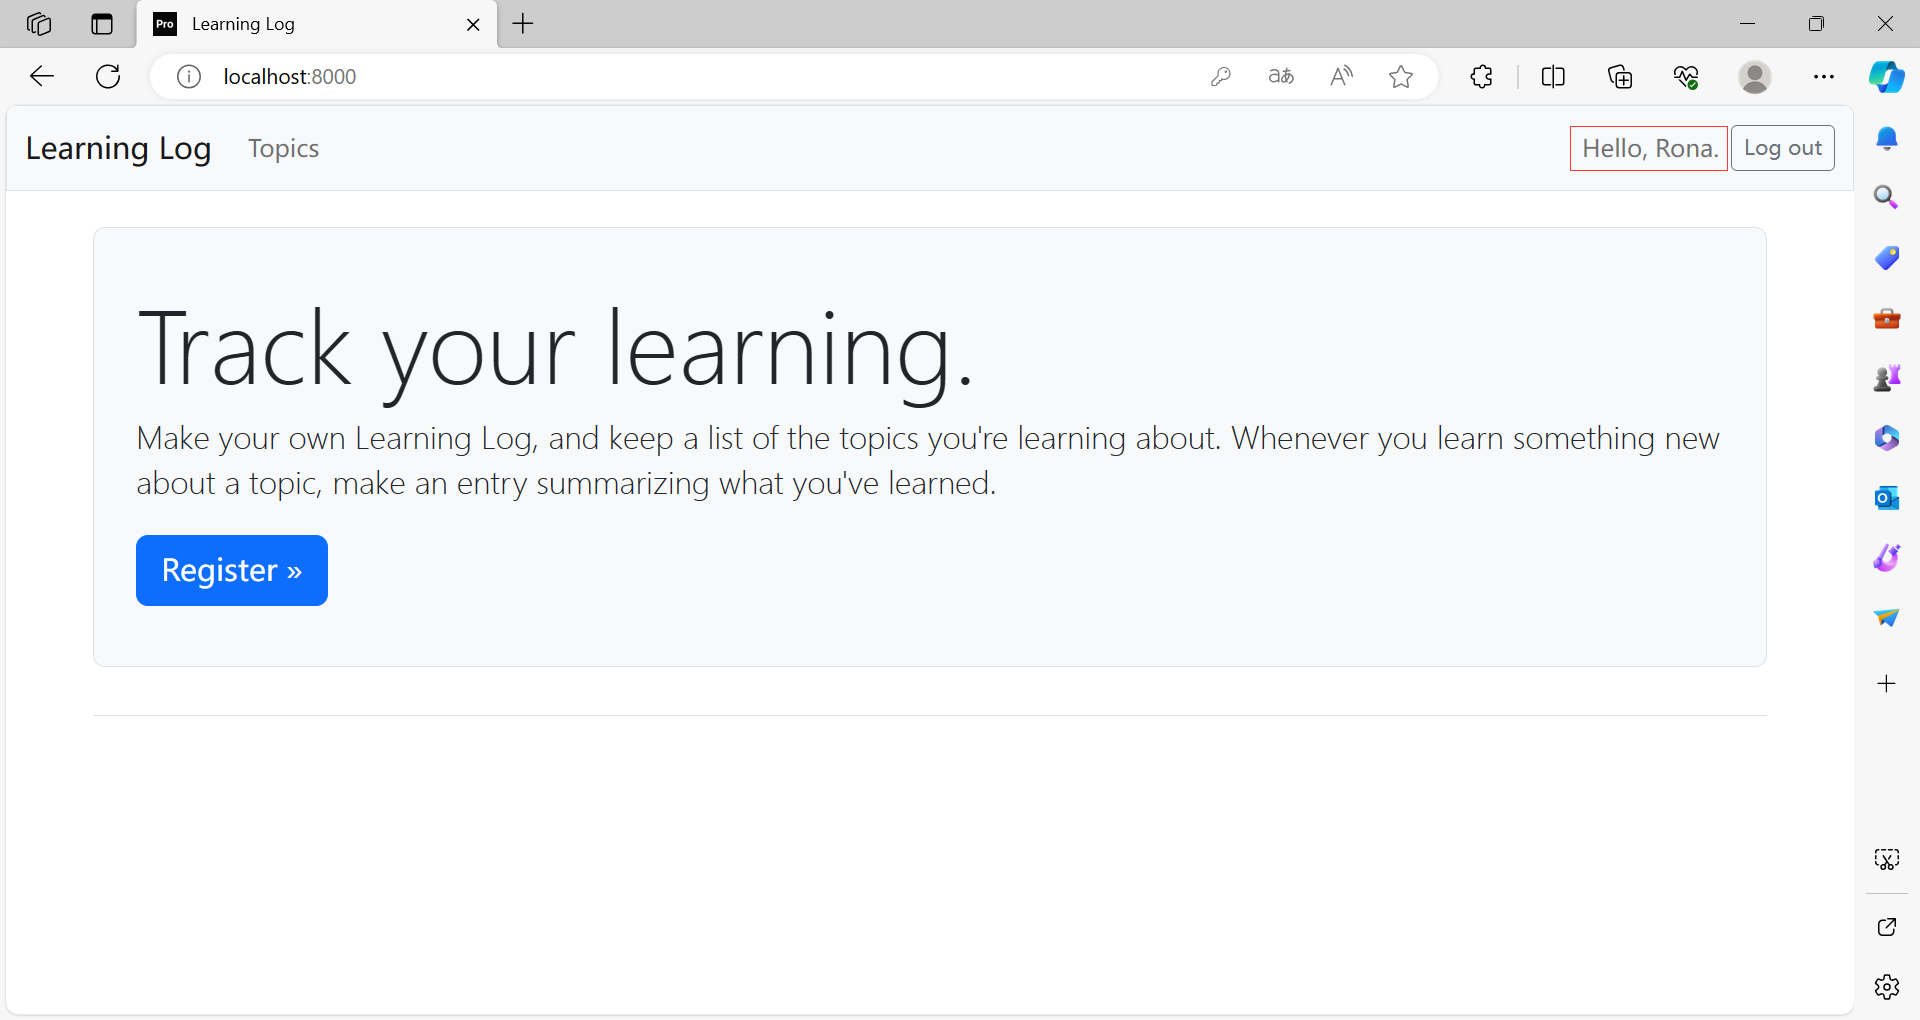 Pro Learning Log
localhost:8000
aあ
Learning Log Topics Hello, Rona. Log out
Track your learning.
Make your own Learning Log, and keep a list of the topics you're learning about. Whenever you learn something new
about a topic, make an entry summarizing what you've learned.
Register »